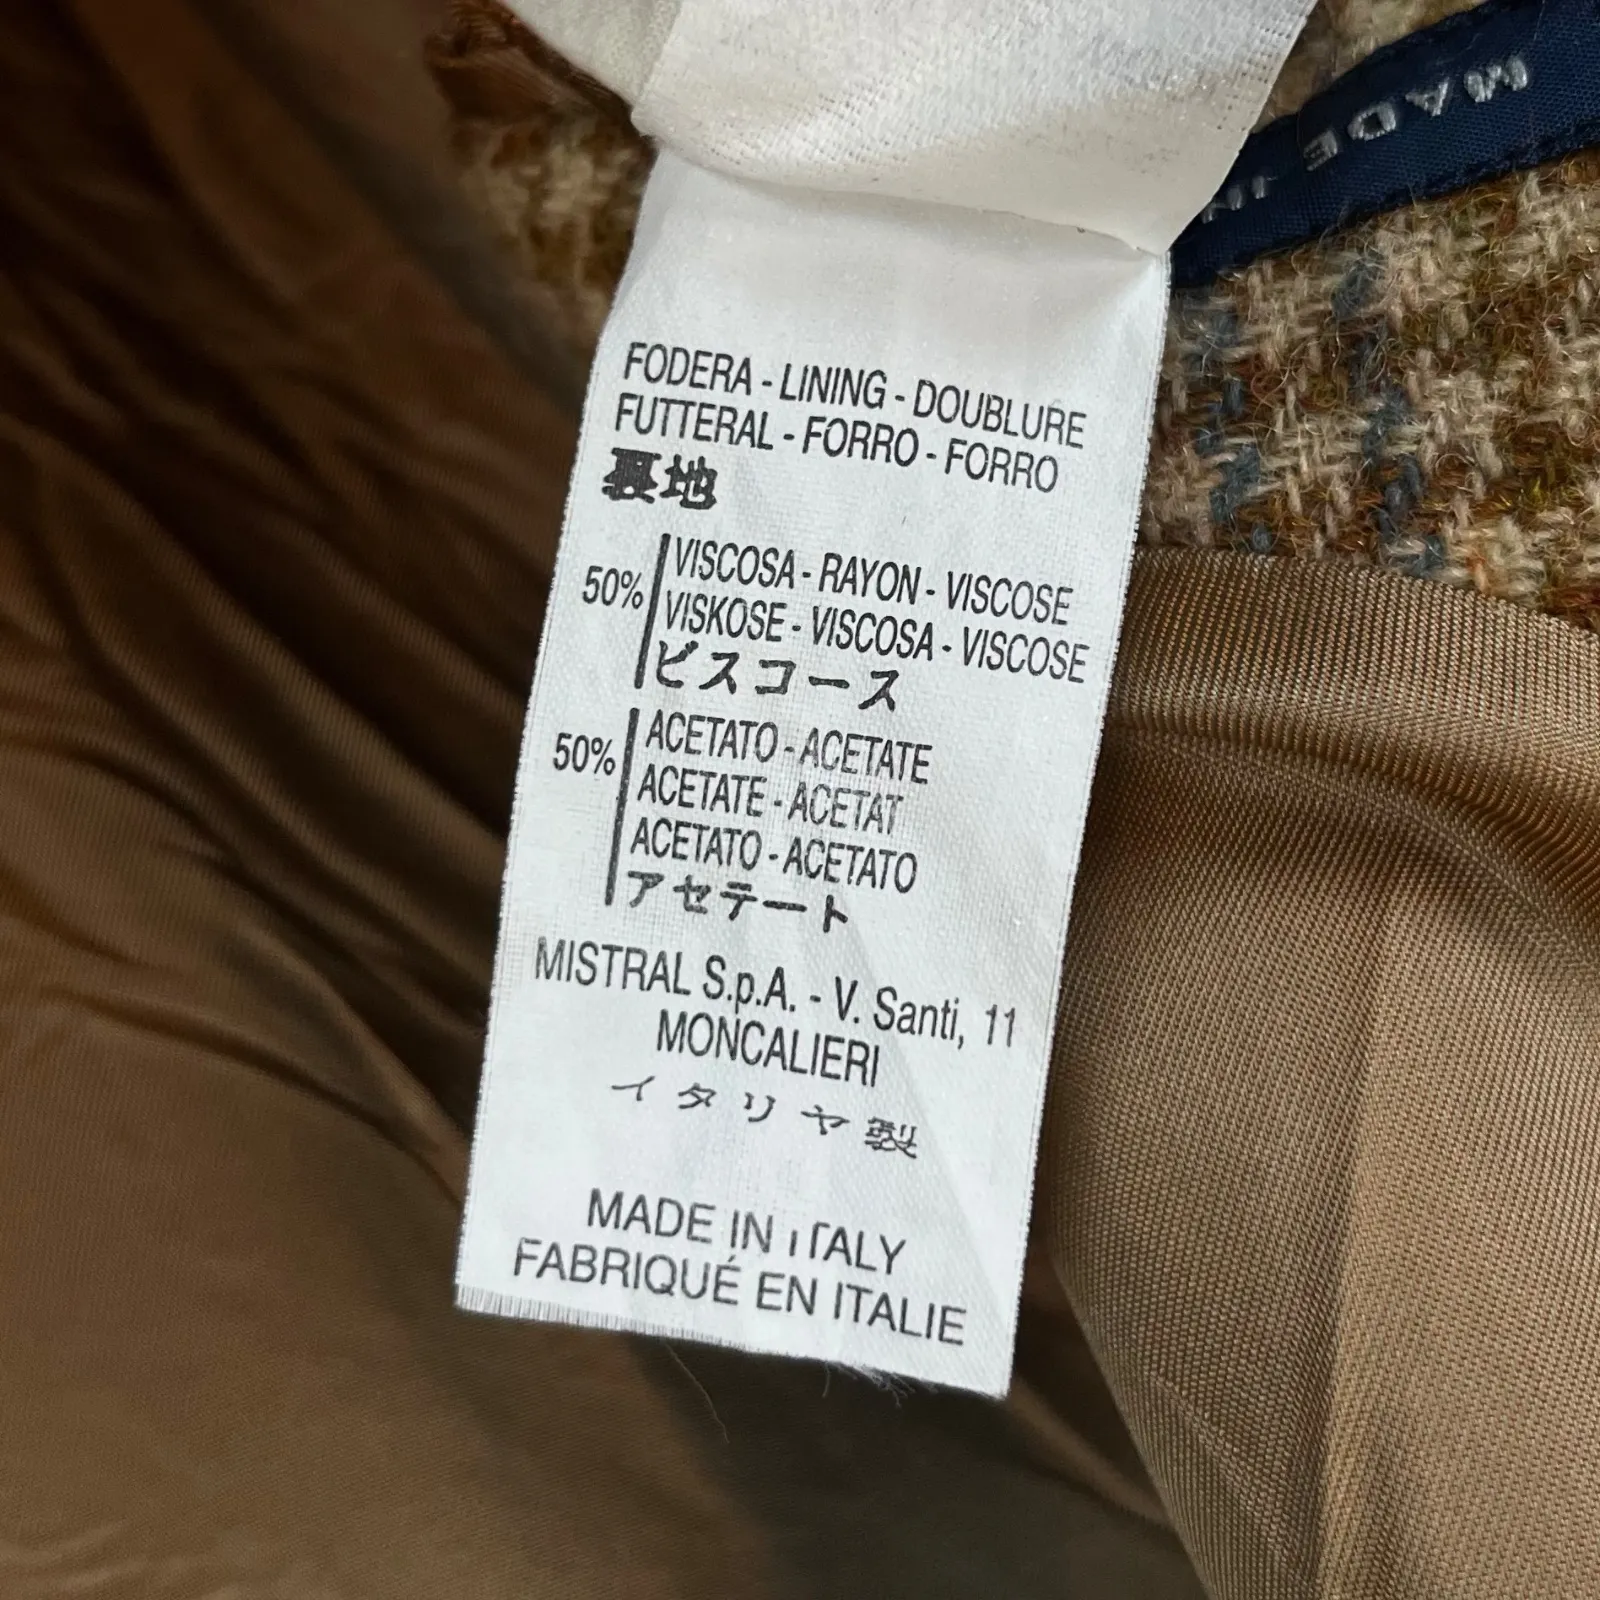 MADE IN
FODERA - LINING - DOUBLURE
FUTTERAL - FORRO - FORRO
裏地
50%
VISCOSA - RAYON - VISCOSE
VISKOSE - VISCOSA - VISCOSE
ビスコース
50%
ACETATO - ACETATE
ACETATE - ACETAT
ACETATO - ACETATO
アセテート
MISTRAL S.p.A. - V. Santi, 11
MONCALIERI
イタリヤ製
MADE IN ITALY
FABRIQUÉ EN ITALIE